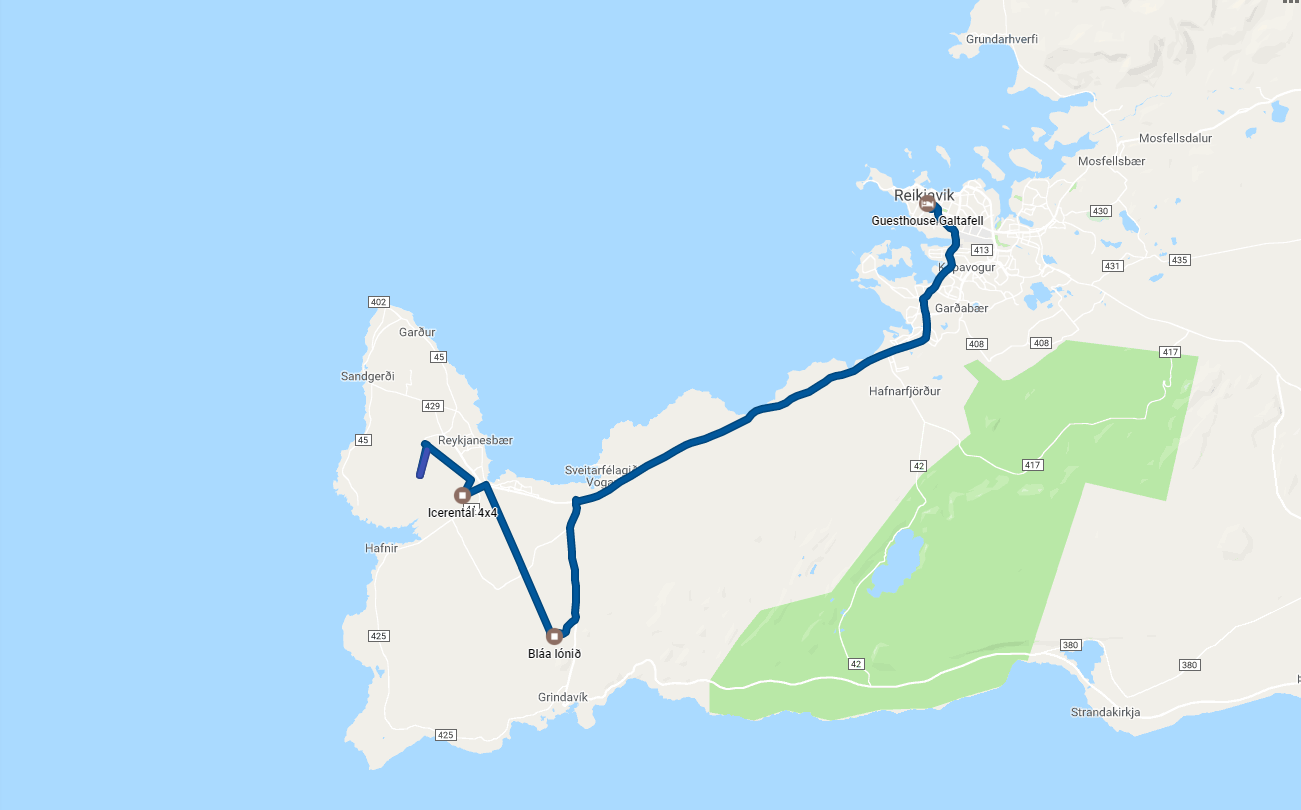 Grundarhverfi
Mosfellsdalur
Mosfellsbær
Reikjavik
430
Guesthouse Galtafell
413
435
431
Kópavogur
402
Garðabær
Garður
408
408
417
45
Sandgerði
Hafnarfjörður
429
45
Reykjanesbær
42
417
Sveitarfélagið
Vogar
Icerental 4x4
Hafnir
425
Bláa lónið
380
42
380
Grindavík
Strandakirkja
425